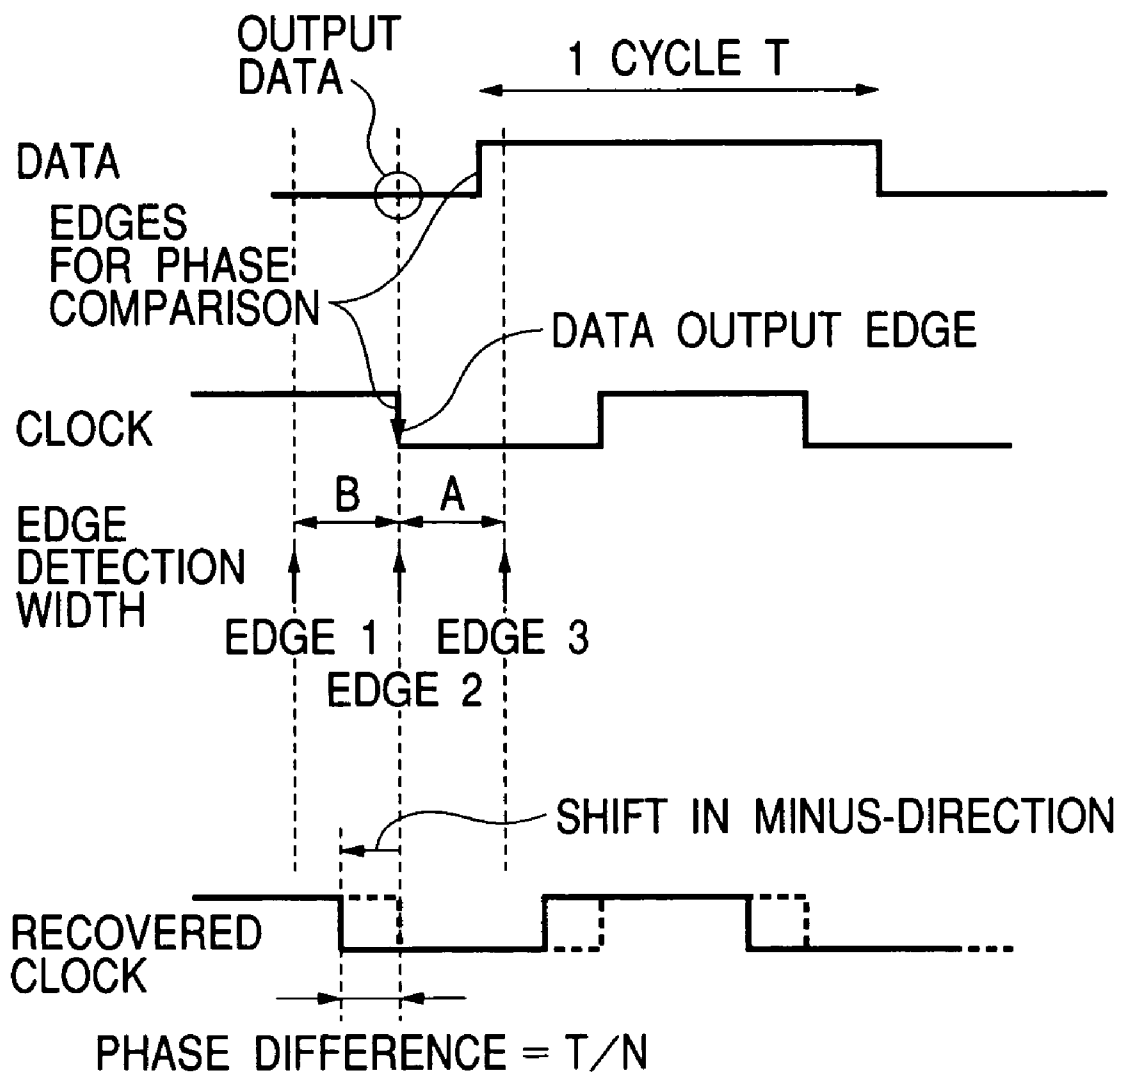 OUTPUT
DATA
1 CYCLE T
DATA
EDGES
FOR PHASE
COMPARISON
DATA OUTPUT EDGE
CLOCK
B
A
EDGE
DETECTION
WIDTH
EDGE 1
EDGE 3
EDGE 2
SHIFT IN MINUS-DIRECTION
RECOVERED
CLOCK
PHASE DIFFERENCE = T/N